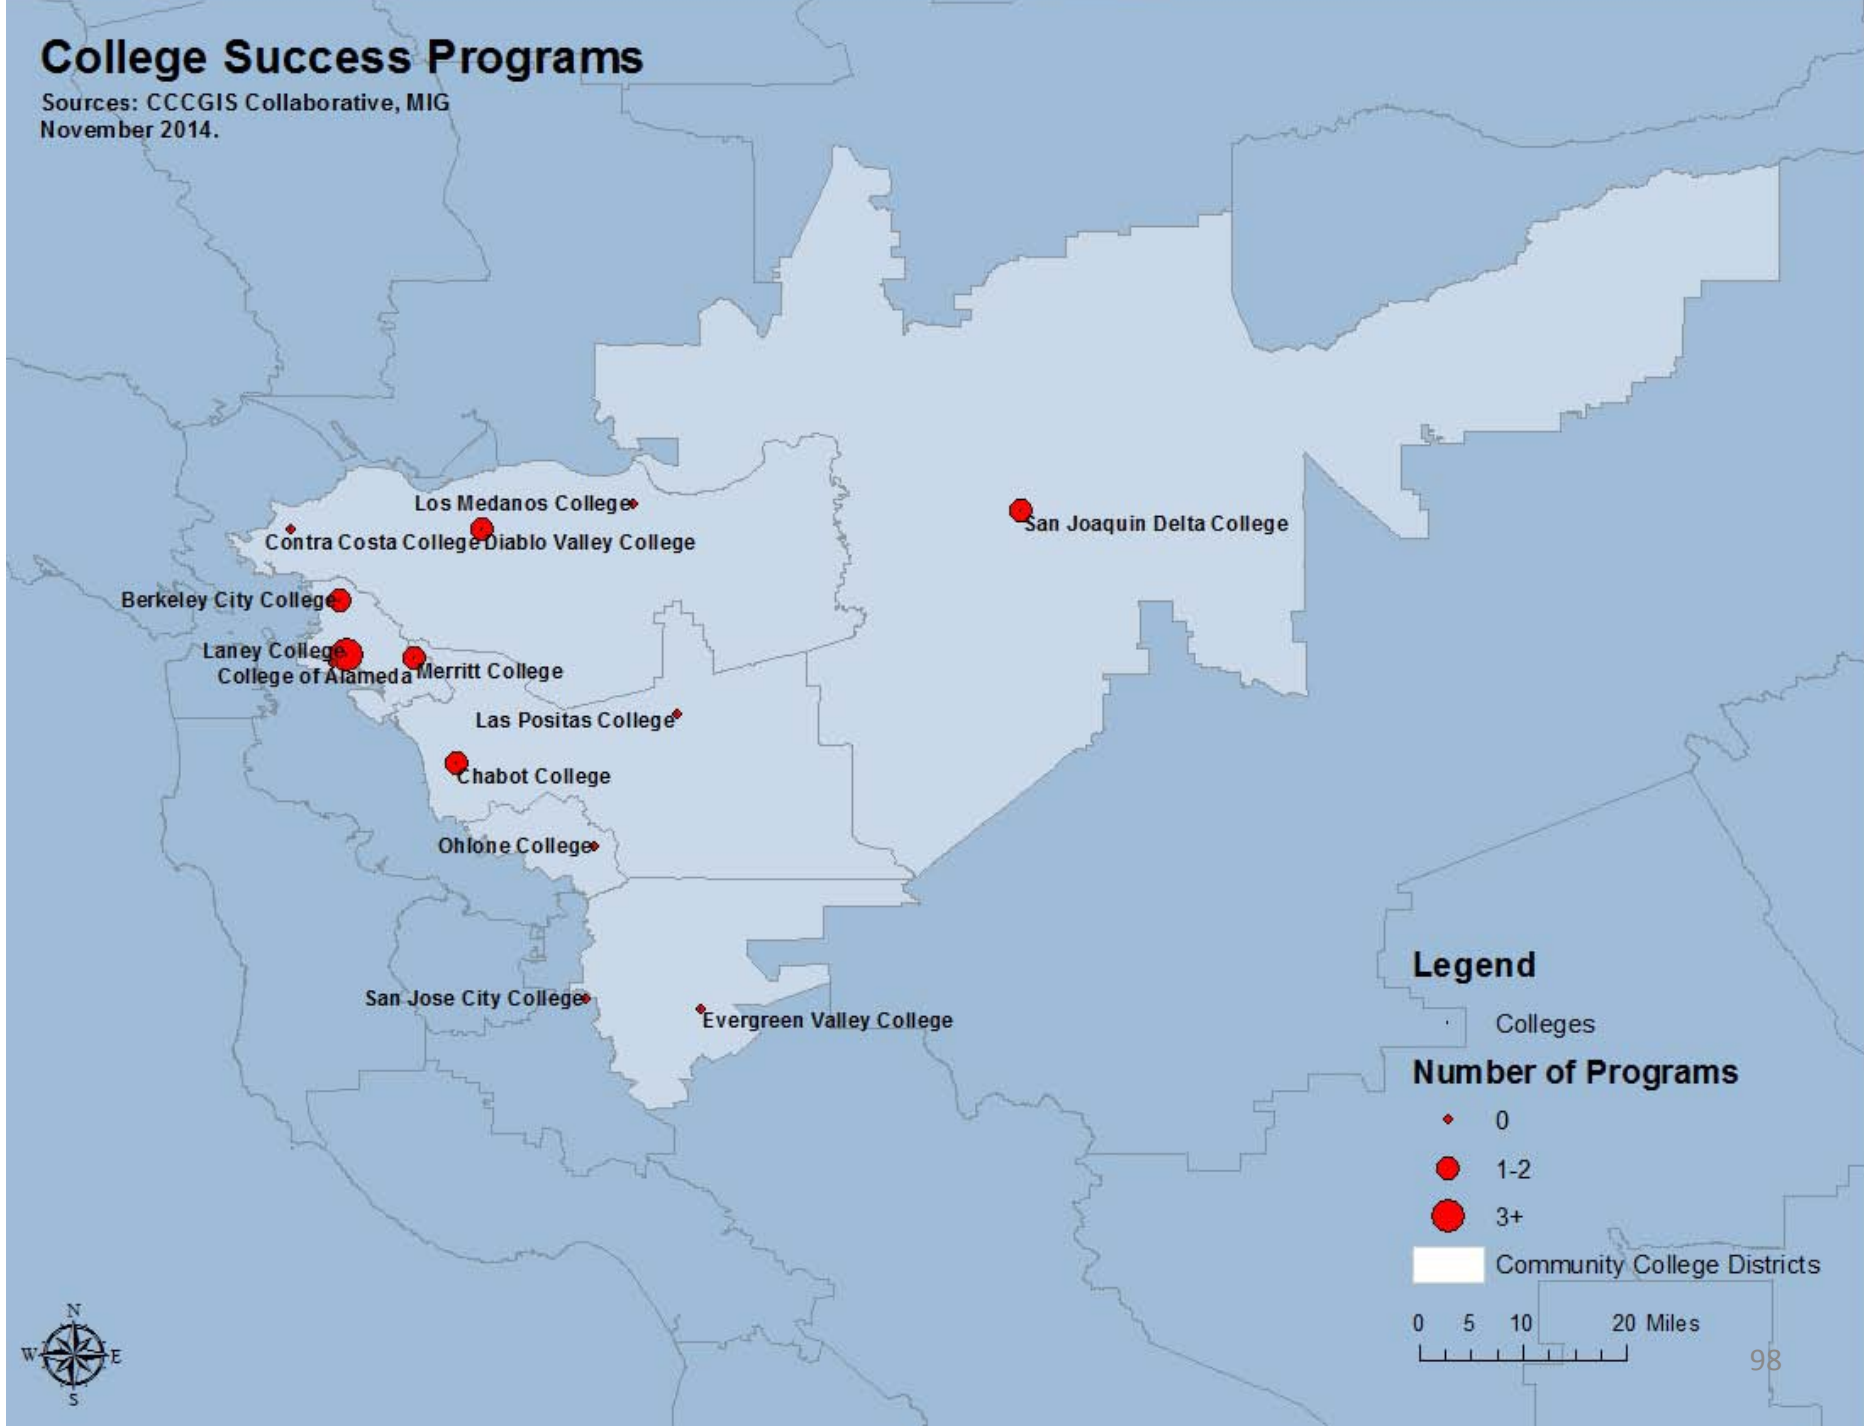 College Success Programs
Sources: CCCGIS Collaborative, MIG
November 2014.
Los Medanos College
Contra Costa College
Diablo Valley College
San Joaquin Delta College
Berkeley City College
Laney College
College of Alameda
Merritt College
Las Positas College
Chabot College
Ohlone College
San Jose City College
Evergreen Valley College
Legend
Colleges
Number of Programs
0
1-2
3+
Community College Districts
0 5 10 20 Miles
98
N
W E
S